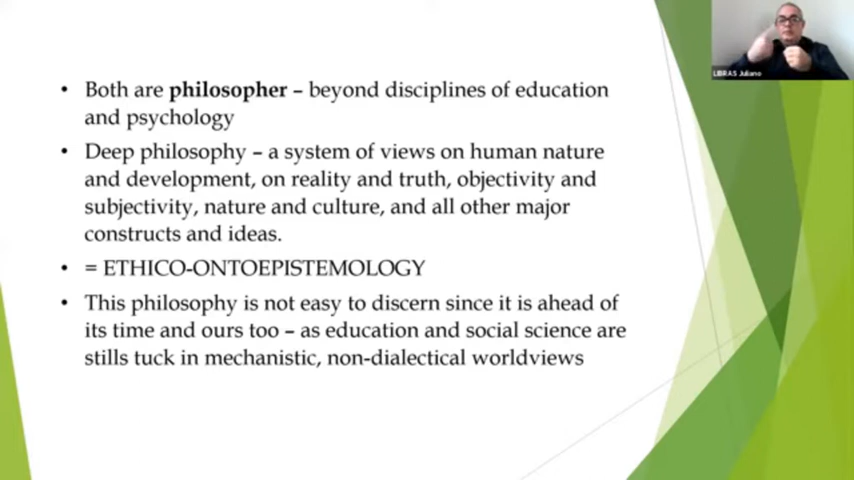 • Both are philosopher – beyond disciplines of education
and psychology
• Deep philosophy – a system of views on human nature
and development, on reality and truth, objectivity and
subjectivity, nature and culture, and all other major
constructs and ideas.
• = ETHICO-ONTOEPISTEMOLOGY
• This philosophy is not easy to discern since it is ahead of
its time and ours too – as education and social science are
stills tuck in mechanistic, non-dialectical worldviews
LIBRAS Juliano